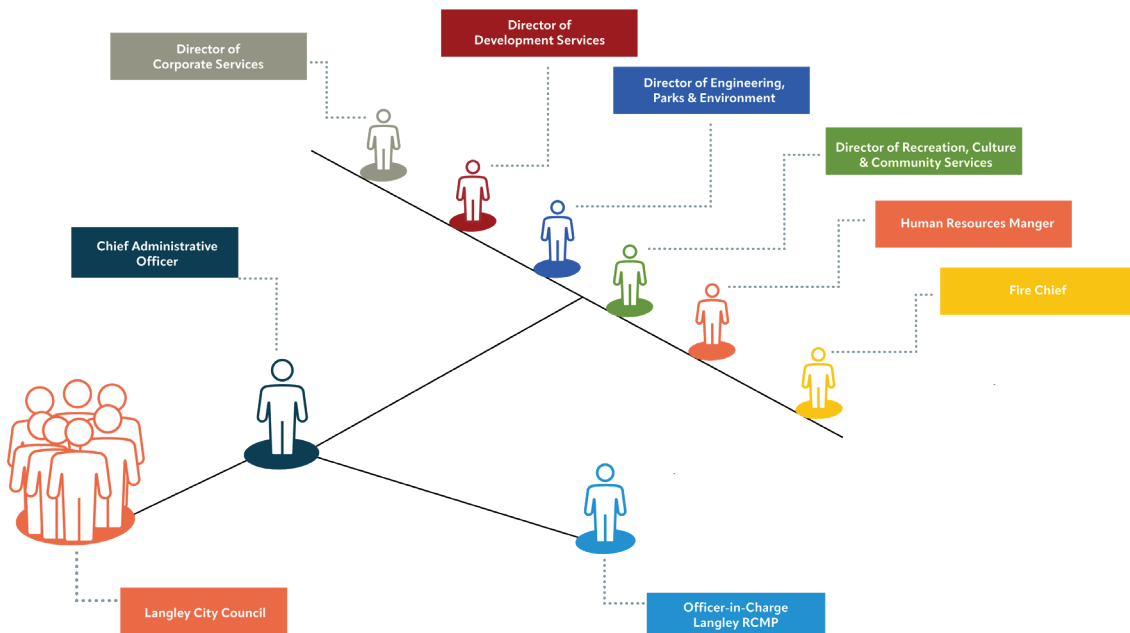 Director of
Corporate Services
Director of
Development Services
Director of Engineering,
Parks & Environment
Director of Recreation, Culture
& Community Services
Human Resources Manger
Chief Administrative
Officer
Fire Chief
Langley City Council
Officer-in-Charge
Langley RCMP